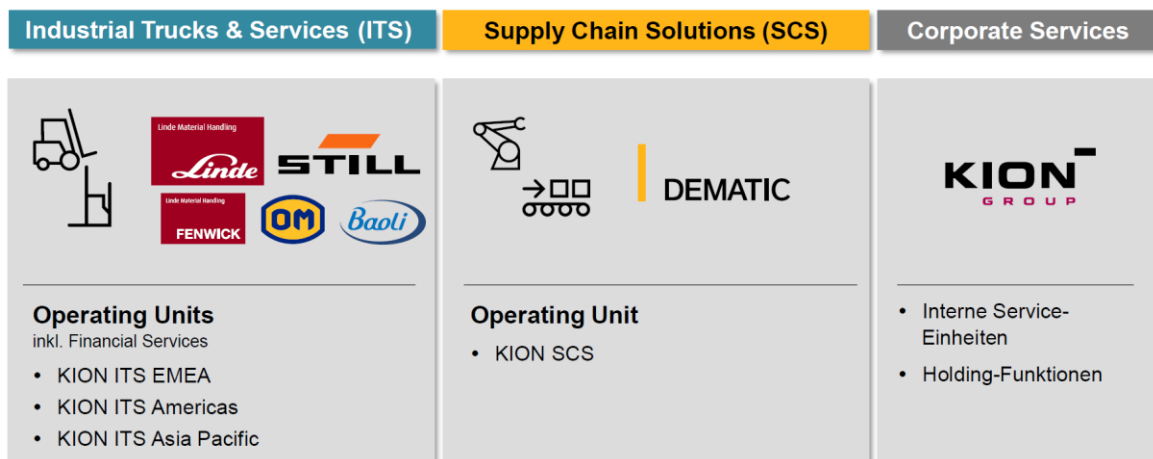 Industrial Trucks & Services (ITS)
Supply Chain Solutions (SCS)
Corporate Services
Linde Material Handling
Linde
STILL
Linde Material Handling
FENWICK
OM
Baoli
DEMATIC
KION
GROUP
Operating Units
inkl. Financial Services
• KION ITS EMEA
• KION ITS Americas
• KION ITS Asia Pacific
Operating Unit
• KION SCS
• Interne Service-
Einheiten
• Holding-Funktionen